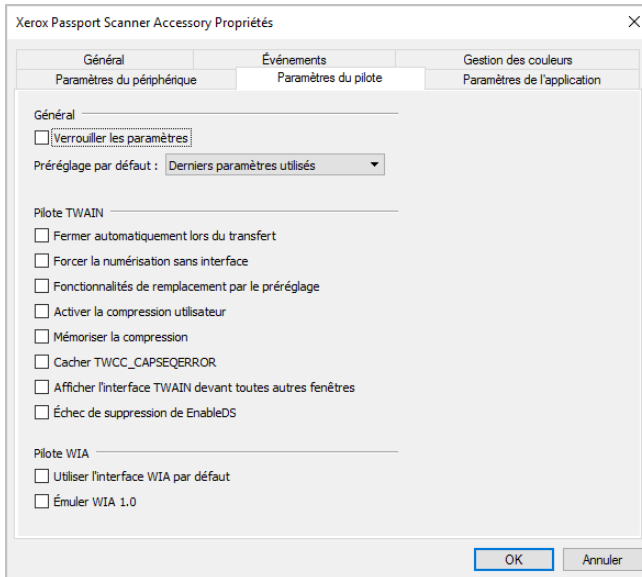 Xerox Passport Scanner Accessory Propriétés
Général Événements Gestion des couleurs
Paramètres du périphérique Paramètres du pilote Paramètres de l'application
Général
Verrouiller les paramètres
Préréglage par défaut : Derniers paramètres utilisés
Pilote TWAIN
Fermer automatiquement lors du transfert
Forcer la numérisation sans interface
Fonctionnalités de remplacement par le préréglage
Activer la compression utilisateur
Mémoriser la compression
Cacher TWCC_CAPSEQERROR
Afficher l'interface TWAIN devant toutes autres fenêtres
Échec de suppression de EnableDS
Pilote WIA
Utiliser l'interface WIA par défaut
Émuler WIA 1.0
OK Annuler